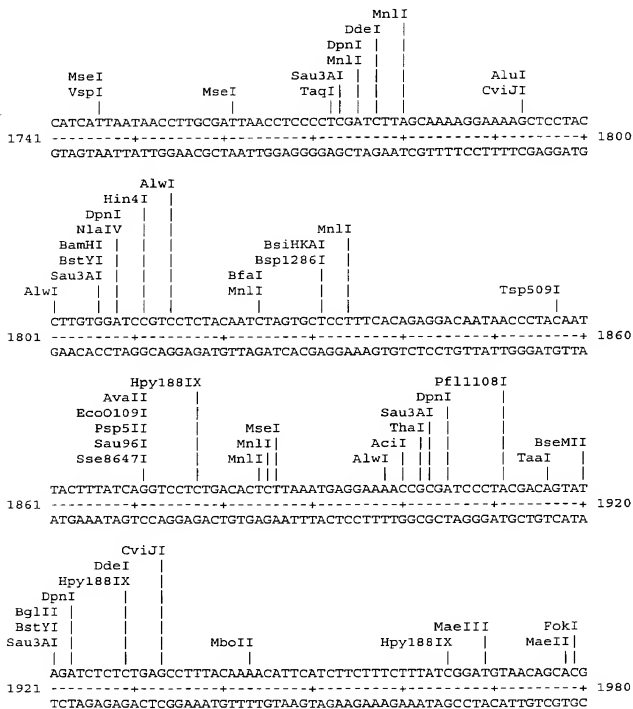 MnlI
DdeI
DpnI
MnlI
MseI Sau3AI AluI
VspI MseI TaqI CviJI
CATCATTAATAACCTTGCGATTAACCTCCCCTCGATCTTAGCAAAAGGAAAAGCTCCTAC
1741 ---------+---------+---------+---------+---------+---------+ 1800
GTAGTAATTATTGGAACGCTAATTGGAGGGGAGCTAGAATCGTTTTCCTTTTCGAGGATG
AlwI
Hin4I
DpnI
NlaIV MnlI
BamHI BsiHKAI
BstYI Bsp1286I
Sau3AI BfaI
AlwI MnlI Tsp509I
CTTGTGGATCCGTCCTCTACAATCTAGTGCTCCTTTCACAGAGGACAATAACCCTACAAT
1801 ---------+---------+---------+---------+---------+---------+ 1860
GAACACCTAGGCAGGAGATGTTAGATCACGAGGAAAGTGTCTCCTGTTATTGGGATGTTA
Hpy188IX Pfl1108I
AvaII DpnI
EcoO109I Sau3AI
Psp5II MseI ThaI
Sau96I MnlI AciI BseMII
Sse8647I MnlI AlwI TaaI
TACTTTATCAGGTCCTCTGACACTCTTAAATGAGGAAAACCGCGATCCCTACGACAGTAT
1861 ---------+---------+---------+---------+---------+---------+ 1920
ATGAAATAGTCCAGGAGACTGTGAGAATTTACTCCTTTTGGCGCTAGGGATGCTGTCATA
CviJI
DdeI
Hpy188IX
DpnI
BglII
BstYI MaeIII FokI
Sau3AI MboII Hpy188IX MaeII
AGATCTCTCTGAGCCTTTACAAAACATTCATCTTCTTTCTTTATCGGATGTAACAGCACG
1921 ---------+---------+---------+---------+---------+---------+ 1980
TCTAGAGAGACTCGGAAATGTTTTGTAAGTAGAAGAAAGAAATAGCCTACATTGTCGTGC